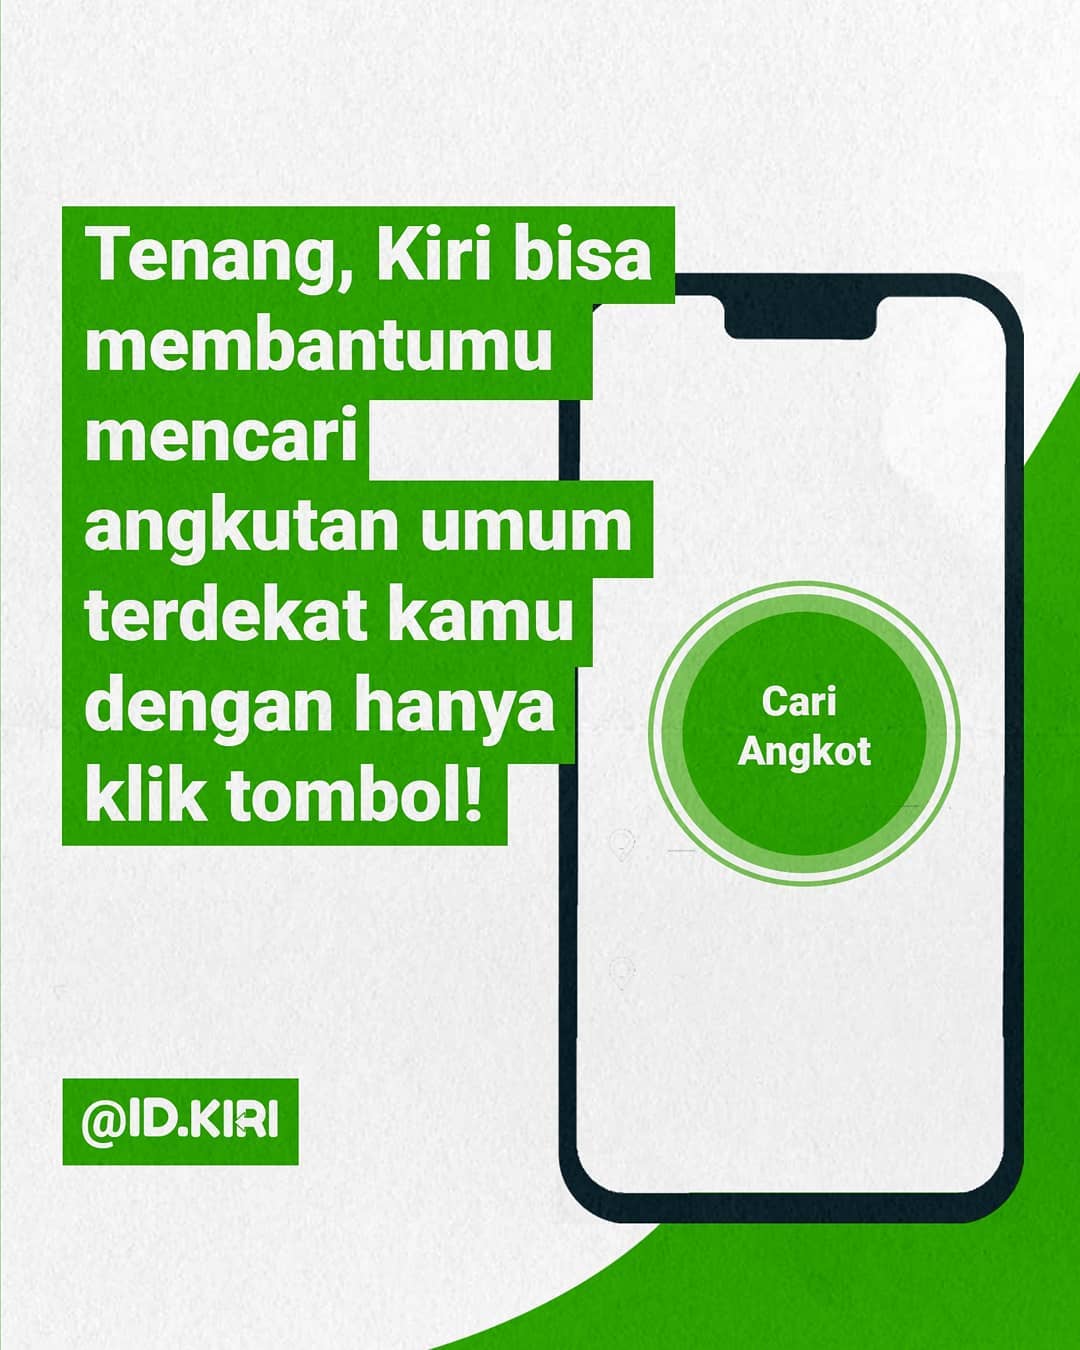 Tenang, Kiri bisa
membantumu
mencari
angkutan umum
terdekat kamu
dengan hanya
klik tombol!
Cari
Angkot
@ID.KIRI